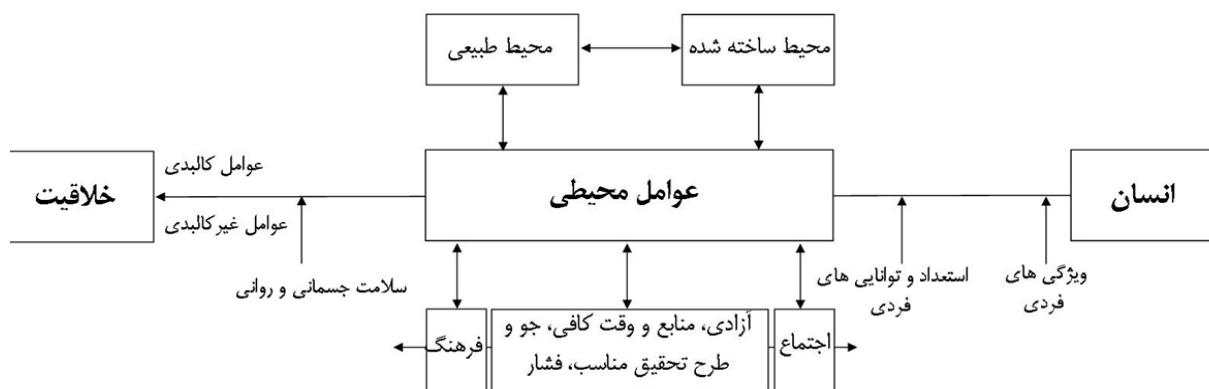 محیط ساخته شده
محیط طبیعی
انسان
عوامل محیطی
خلاقیت
عوامل کالبدی
عوامل غیرکالبدی
ویژگی های
فردی
استعداد و توانایی های
فردی
سلامت جسمانی و روانی
اجتماع
آزادی، منابع و وقت کافی، جو و
طرح تحقیق مناسب، فشار
فرهنگ